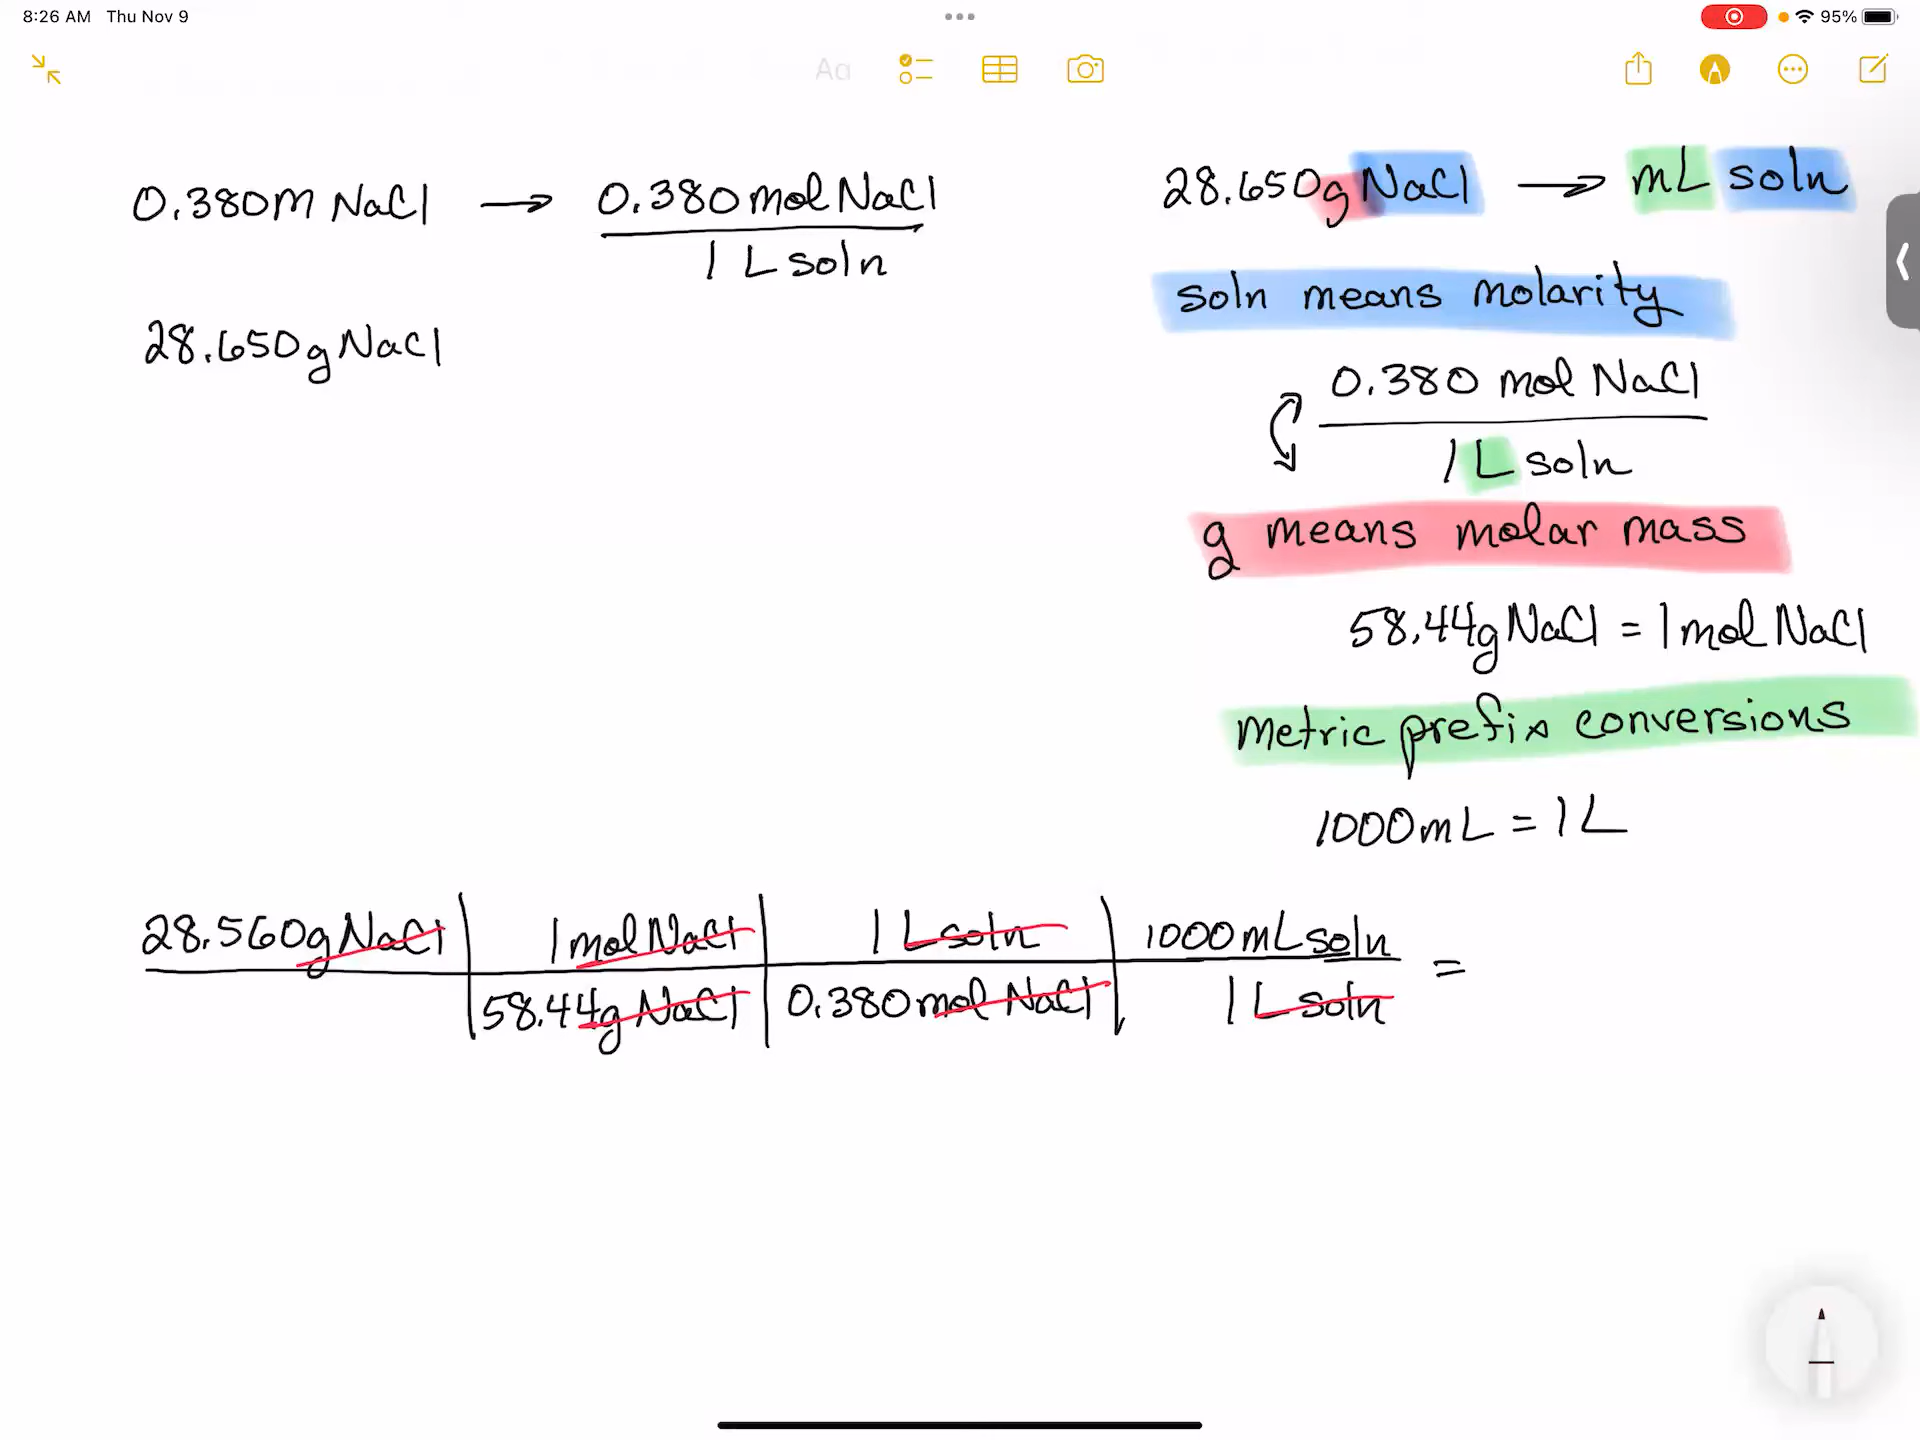 8:26 AM Thu Nov 9
95%
Aa
0.380M NaCl → 0.380 mol NaCl
1 L soln
28.650g NaCl
28.650g NaCl → mL soln
soln means molarity
0.380 mol NaCl
1 L soln
g means molar mass
58.44g NaCl = 1 mol NaCl
metric prefix conversions
1000mL = 1 L
28.560g NaCl | 1 mol NaCl | 1 L soln | 1000 mL soln =
58.44g NaCl | 0.380 mol NaCl | 1 L soln